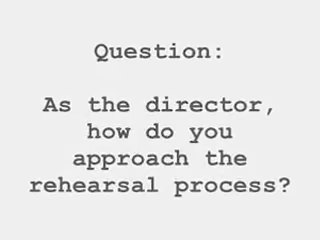 Question:
As the director,
how do you
approach the
rehearsal process?